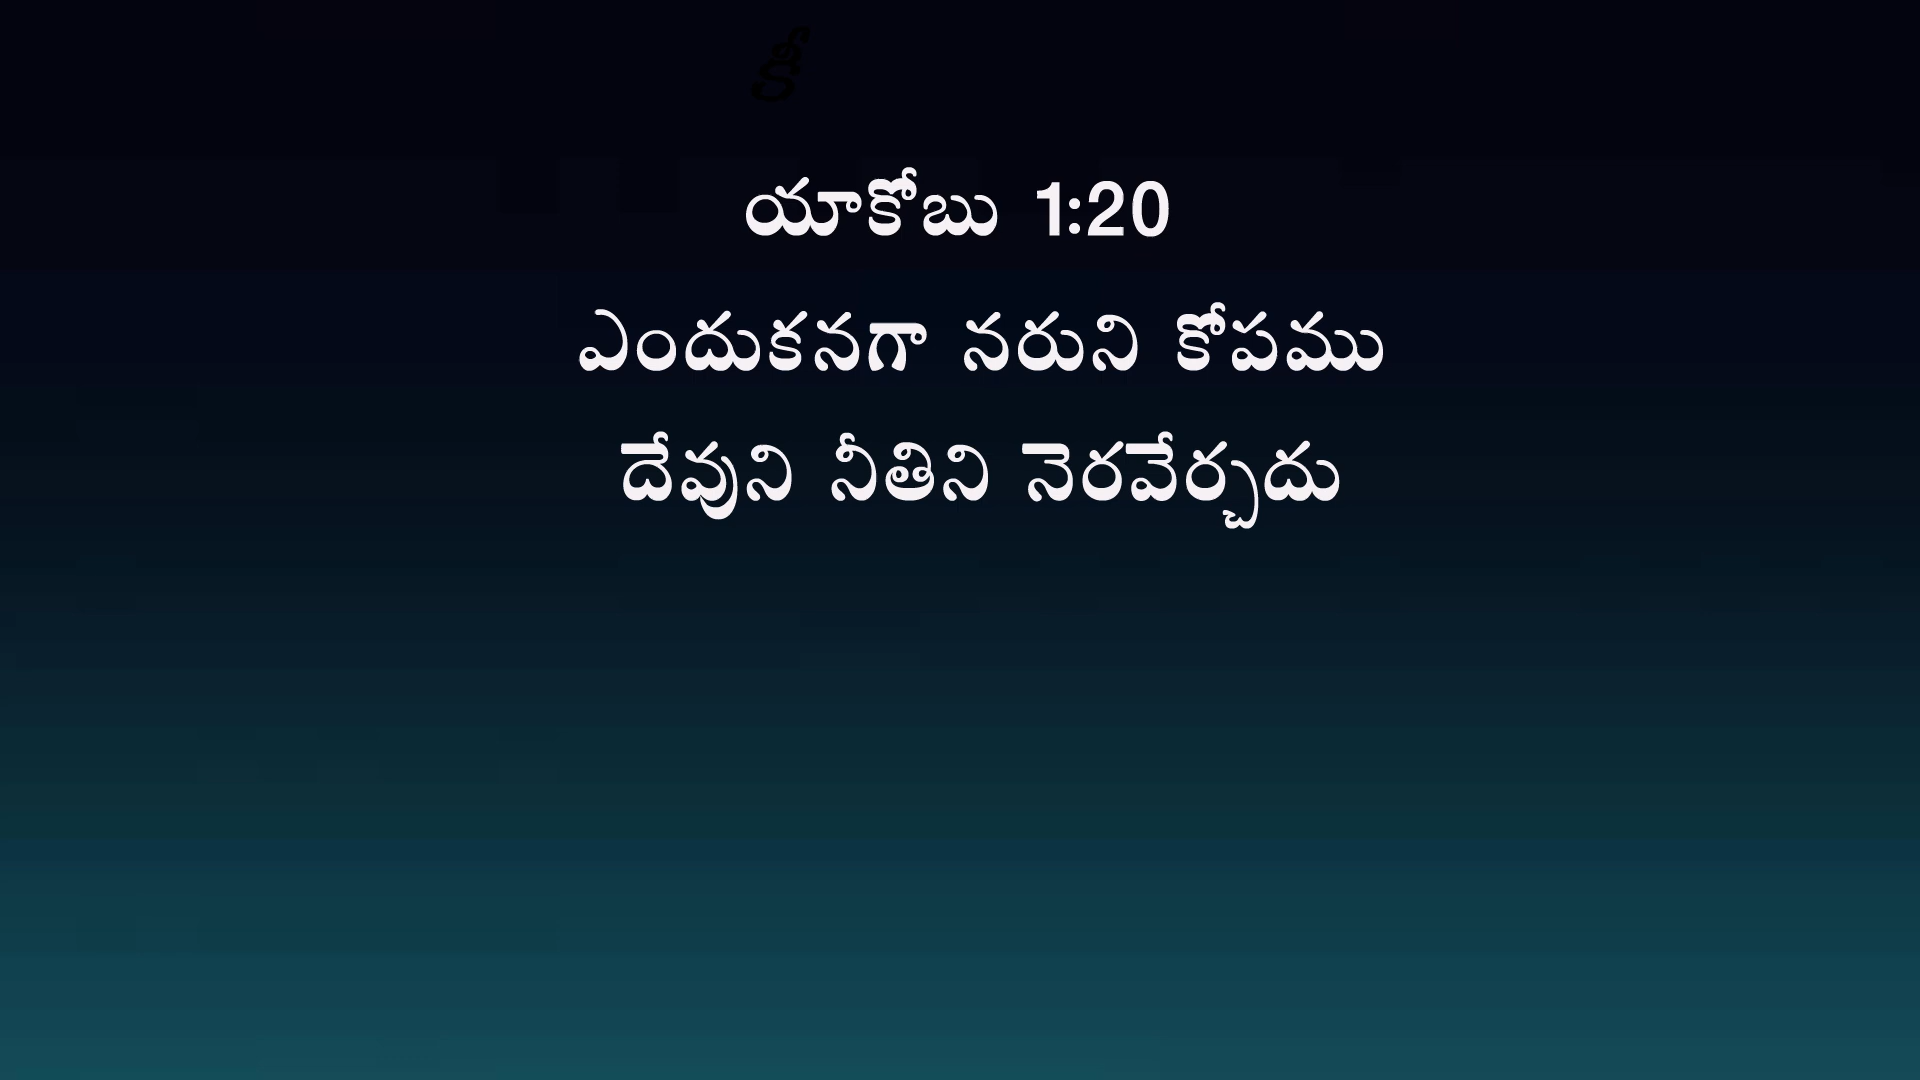 యాకోబు 1:20
ఎందుకనగా నరుని కోపము
దేవుని నీతిని నెరవేర్చదు